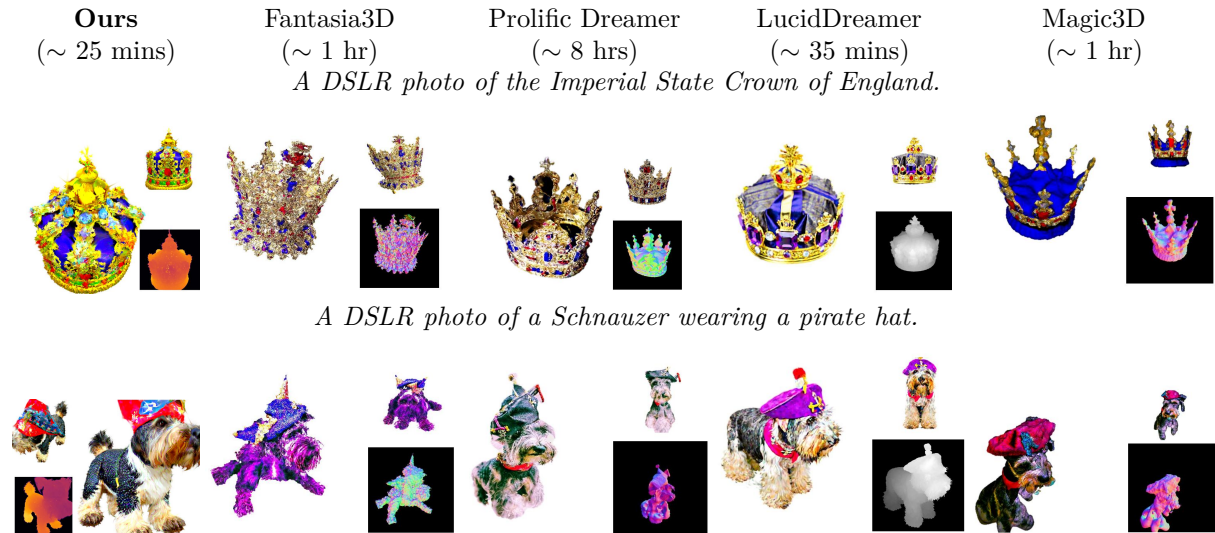 Ours Fantasia3D Prolific Dreamer LucidDreamer Magic3D
(∼ 25 mins) (∼ 1 hr) (∼ 8 hrs) (∼ 35 mins) (∼ 1 hr)
A DSLR photo of the Imperial State Crown of England.
A DSLR photo of a Schnauzer wearing a pirate hat.